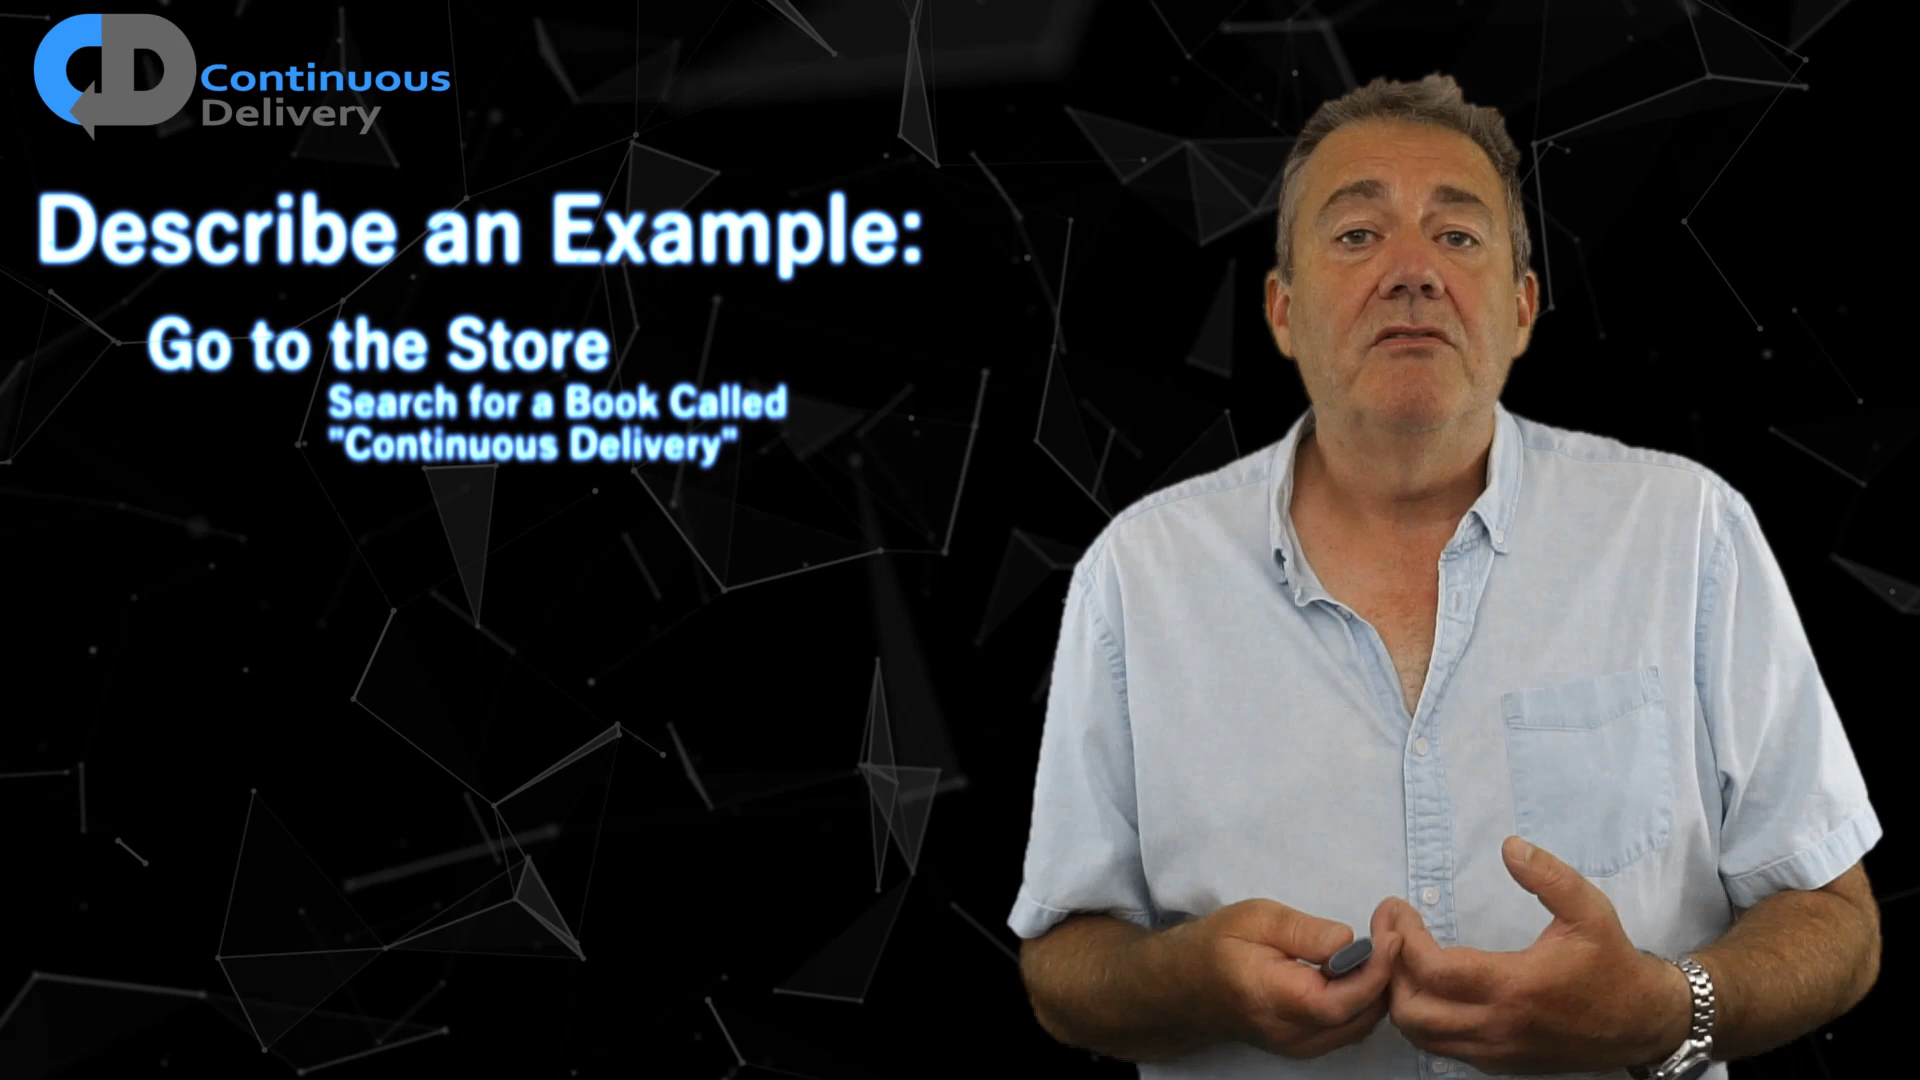 Continuous
Delivery
Describe an Example:
Go to the Store
Search for a Book Called
"Continuous Delivery"